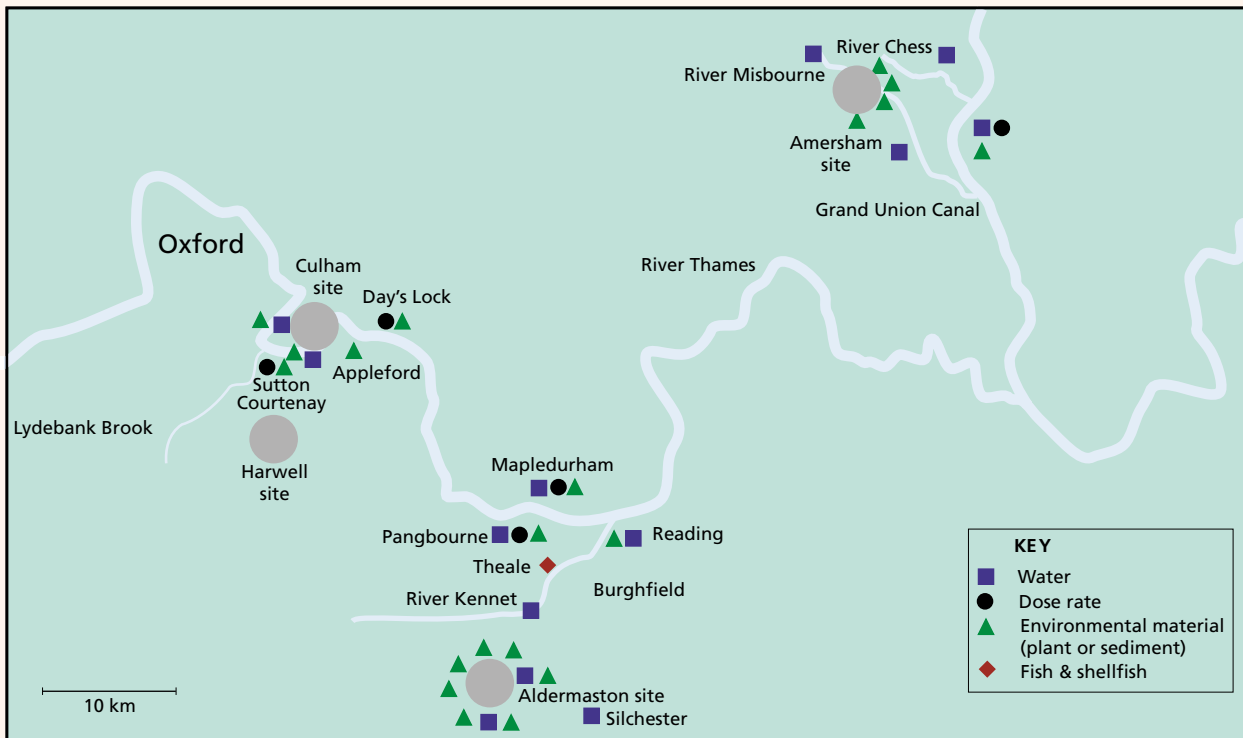 River Chess
River Misbourne
Amersham
site
Grand Union Canal
Oxford
River Thames
Culham
site
Day's Lock
Appleford
Sutton
Courtenay
Lydebank Brook
Harwell
site
Mapledurham
Pangbourne
Reading
Theale
Burghfield
River Kennet
Aldermaston site
Silchester
10 km
KEY
Water
Dose rate
Environmental material
(plant or sediment)
Fish & shellfish